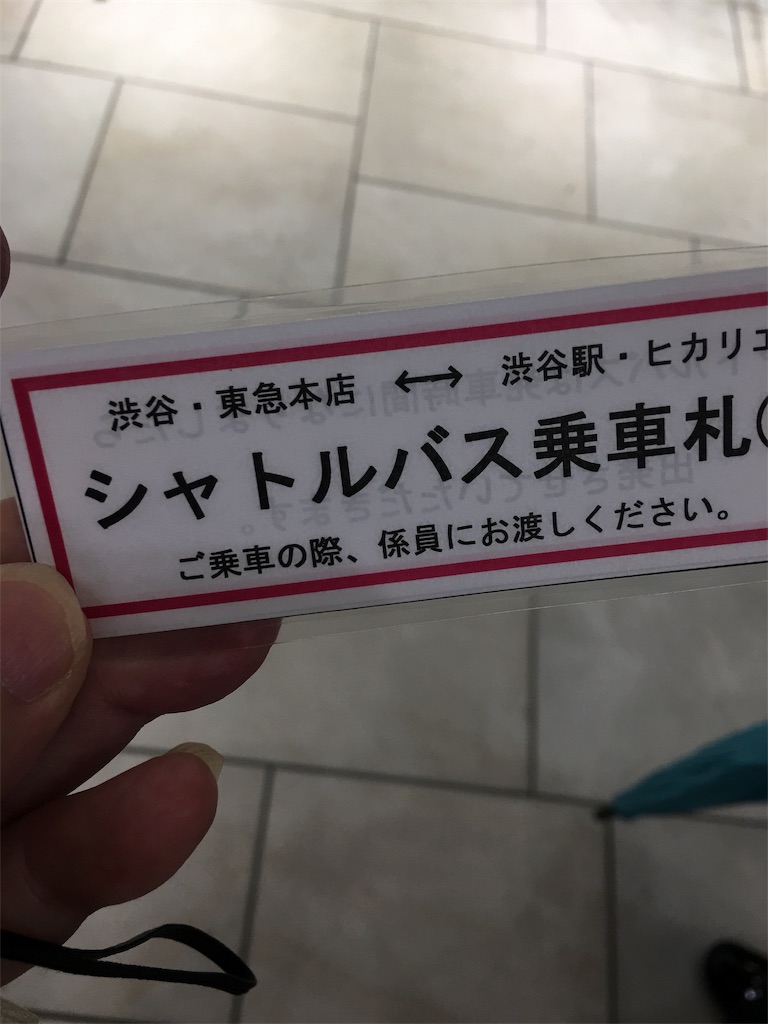 渋谷・東急本店 ↔ 渋谷駅・ヒカリエ
シャトルバス乗車札
ご乗車の際、係員にお渡しください。